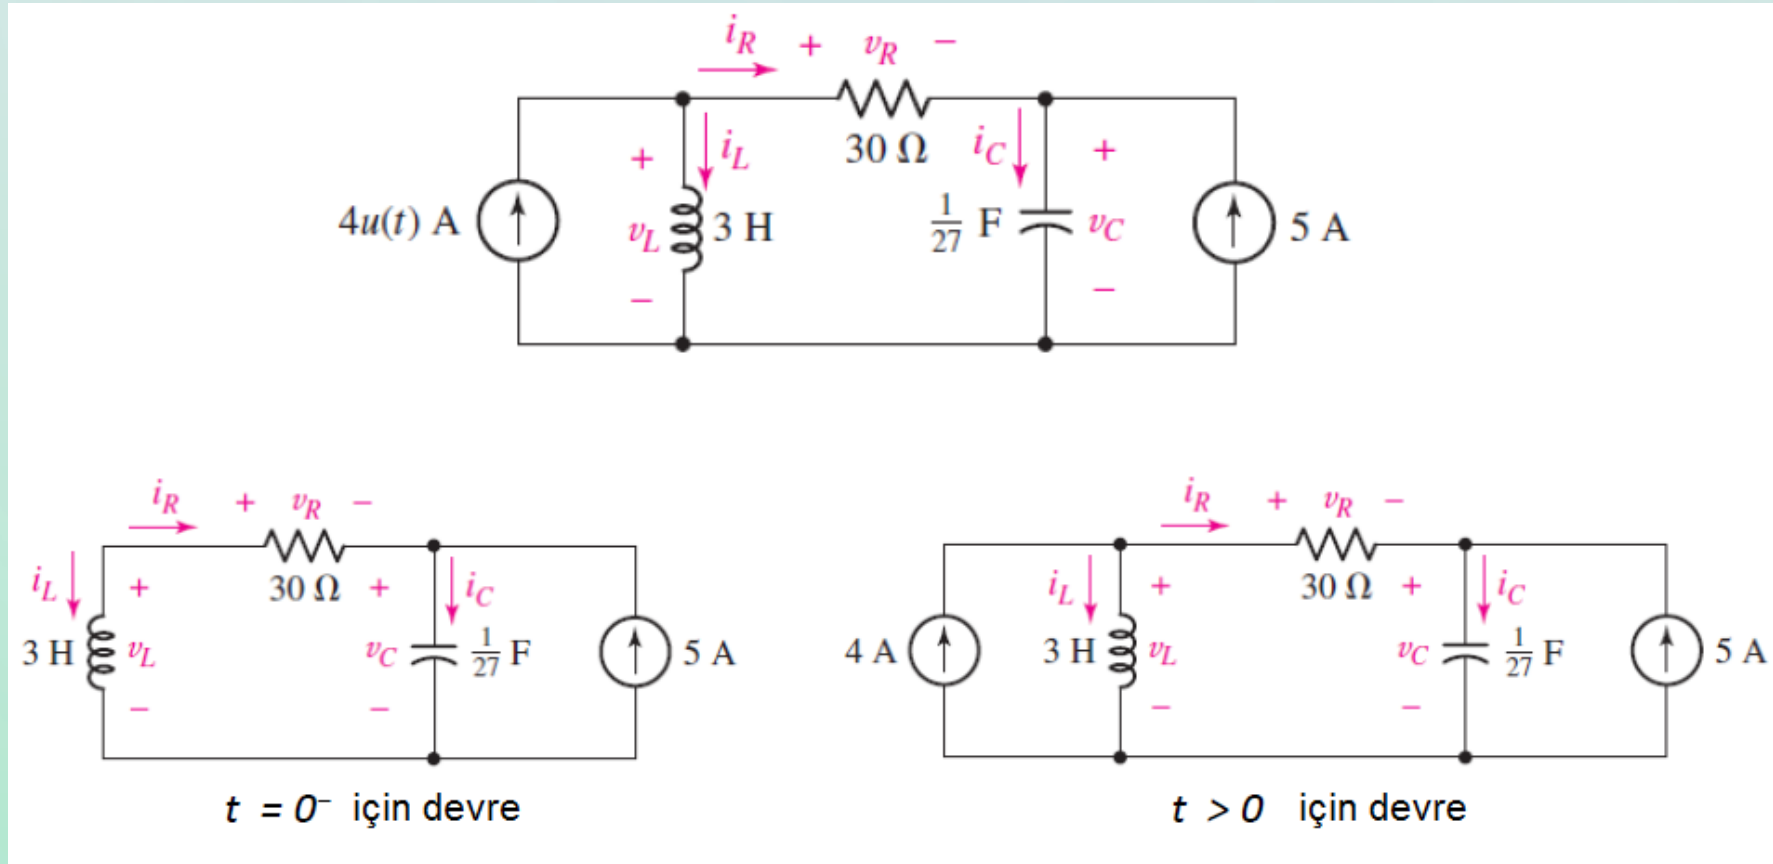 iR + vR −
30 Ω
4u(t) A
+ vL −
iL
3 H
iC
1/27 F
+ vC −
5 A
iR + vR −
30 Ω
iL
3 H
+ vL −
+ vC −
iC
1/27 F
5 A
t = 0⁻ için devre
iR + vR −
30 Ω
4 A
iL
3 H
+ vL −
+ vC −
iC
1/27 F
5 A
t > 0 için devre